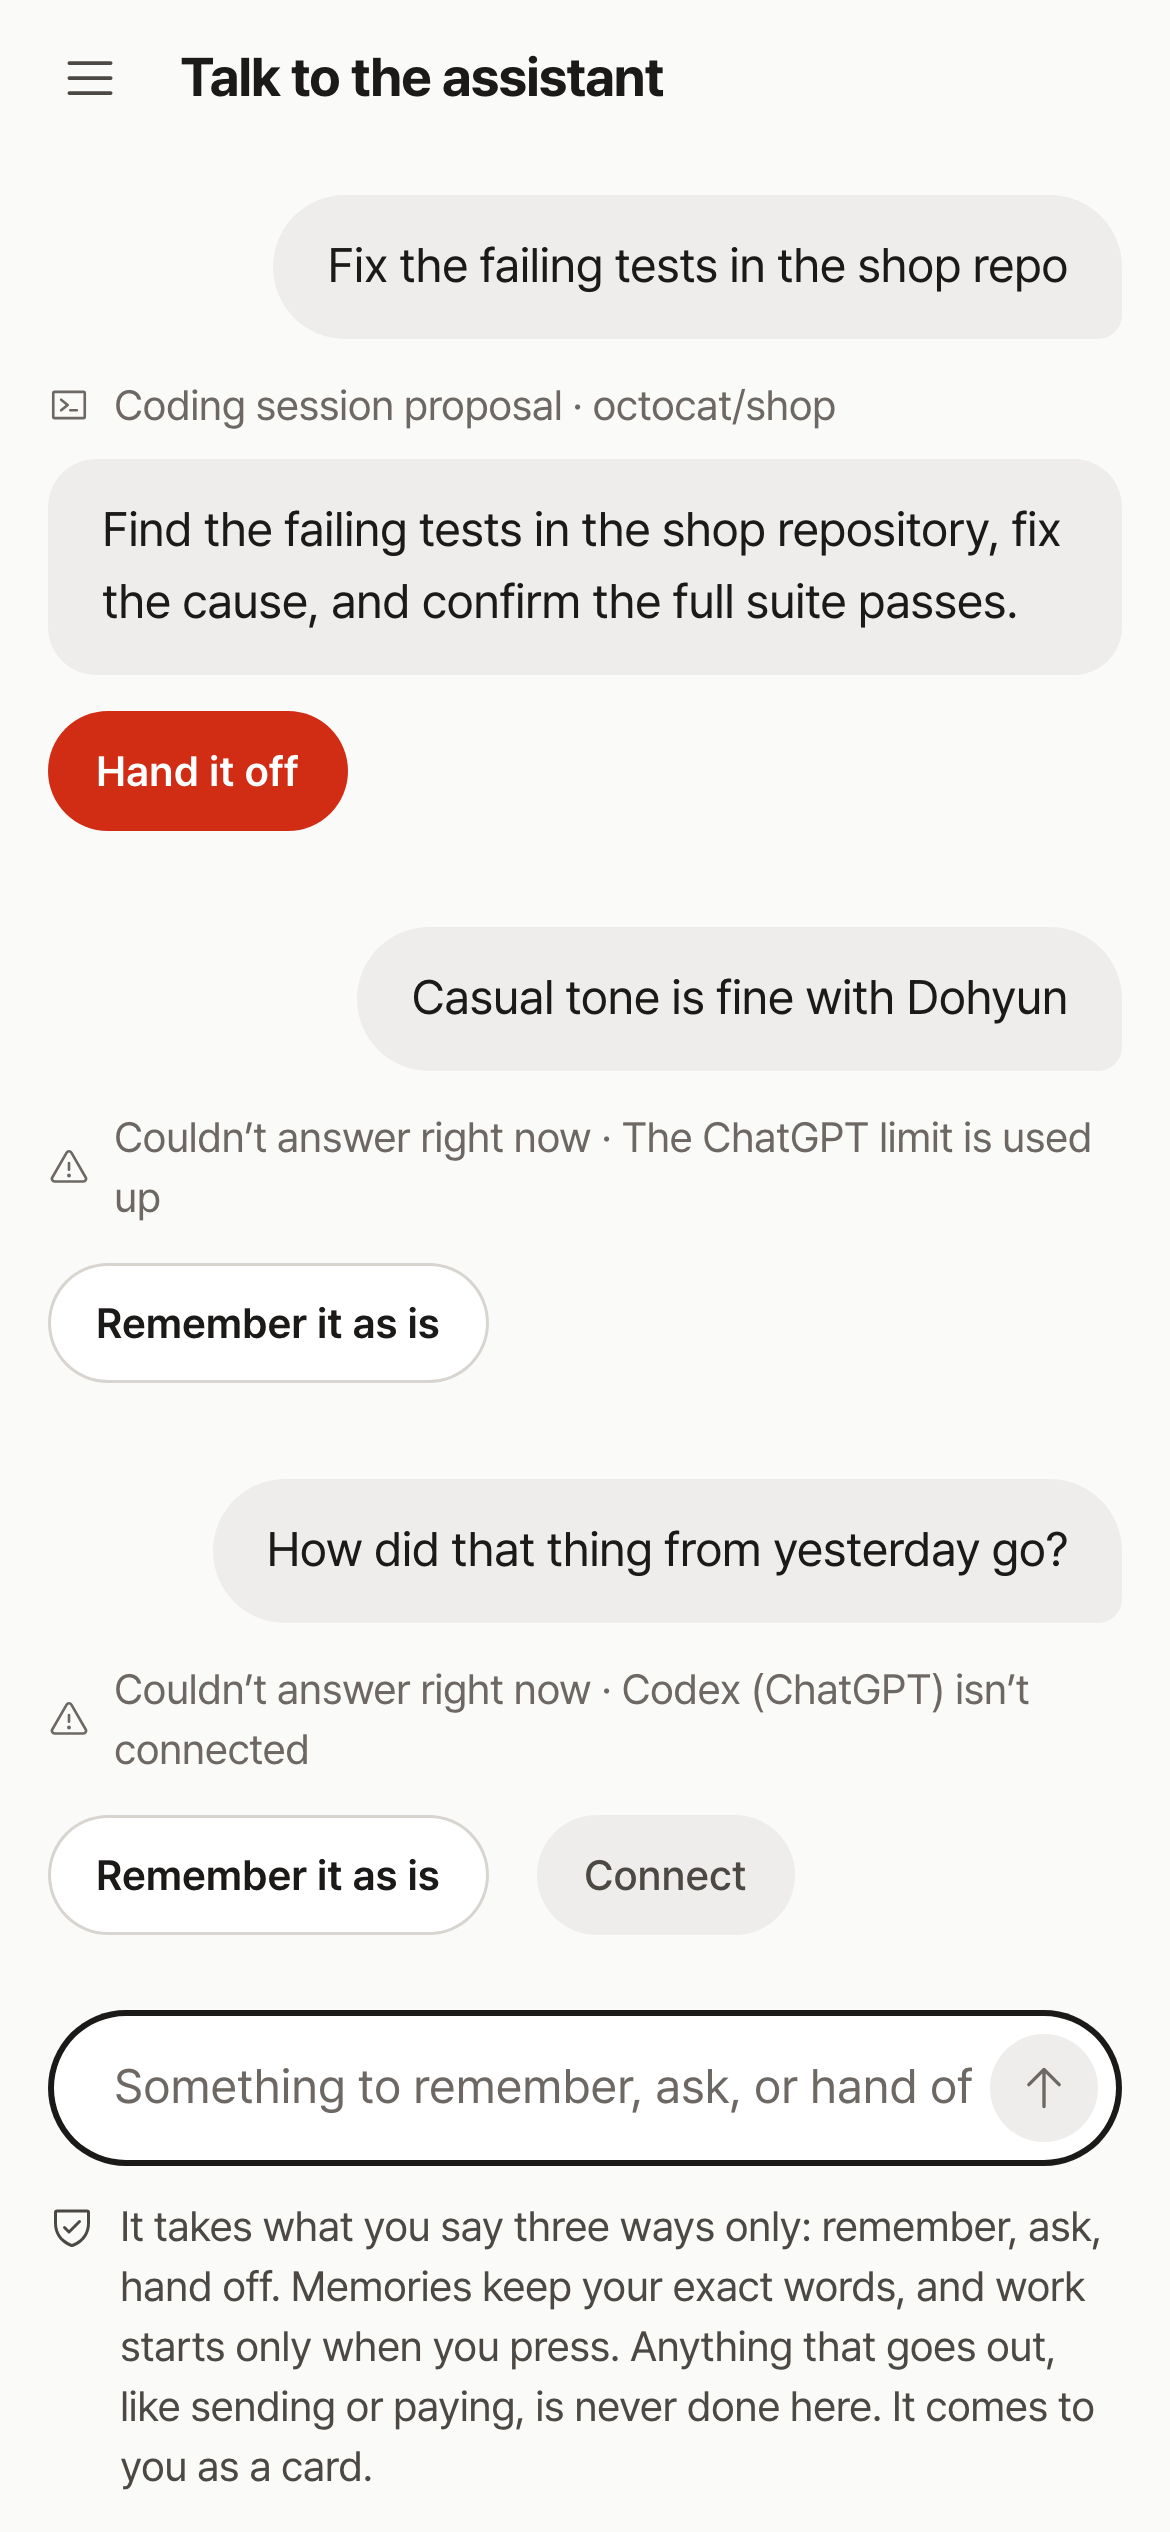 Talk to the assistant
Fix the failing tests in the shop repo
Coding session proposal · octocat/shop
Find the failing tests in the shop repository, fix
the cause, and confirm the full suite passes.
Hand it off
Casual tone is fine with Dohyun
Couldn’t answer right now · The ChatGPT limit is used
up
Remember it as is
How did that thing from yesterday go?
Couldn’t answer right now · Codex (ChatGPT) isn’t
connected
Remember it as is
Connect
Something to remember, ask, or hand of
It takes what you say three ways only: remember, ask,
hand off. Memories keep your exact words, and work
starts only when you press. Anything that goes out,
like sending or paying, is never done here. It comes to
you as a card.